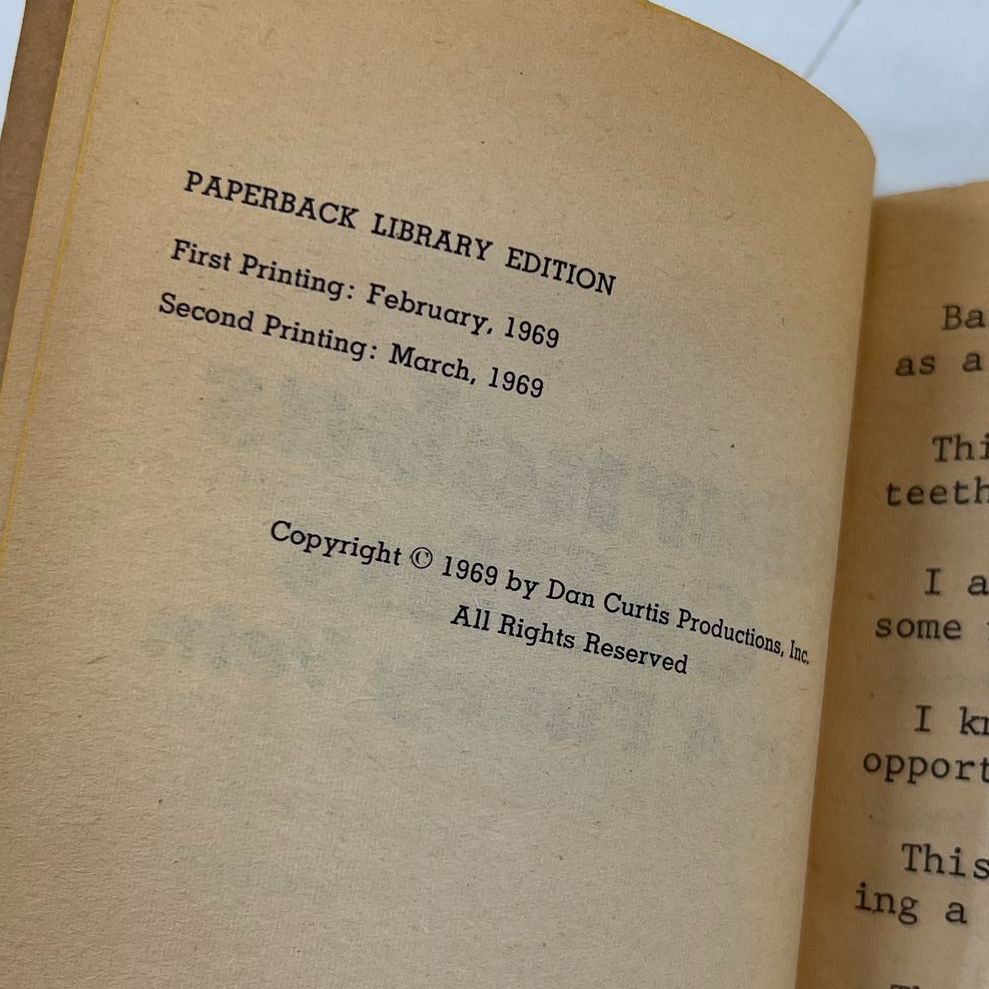 PAPERBACK LIBRARY EDITION
First Printing: February, 1969
Second Printing: March, 1969
Copyright © 1969 by Dan Curtis Productions, Inc.
All Rights Reserved
Ba
as a
Thi
teeth
I a
some
I kn
opport
This
ing a